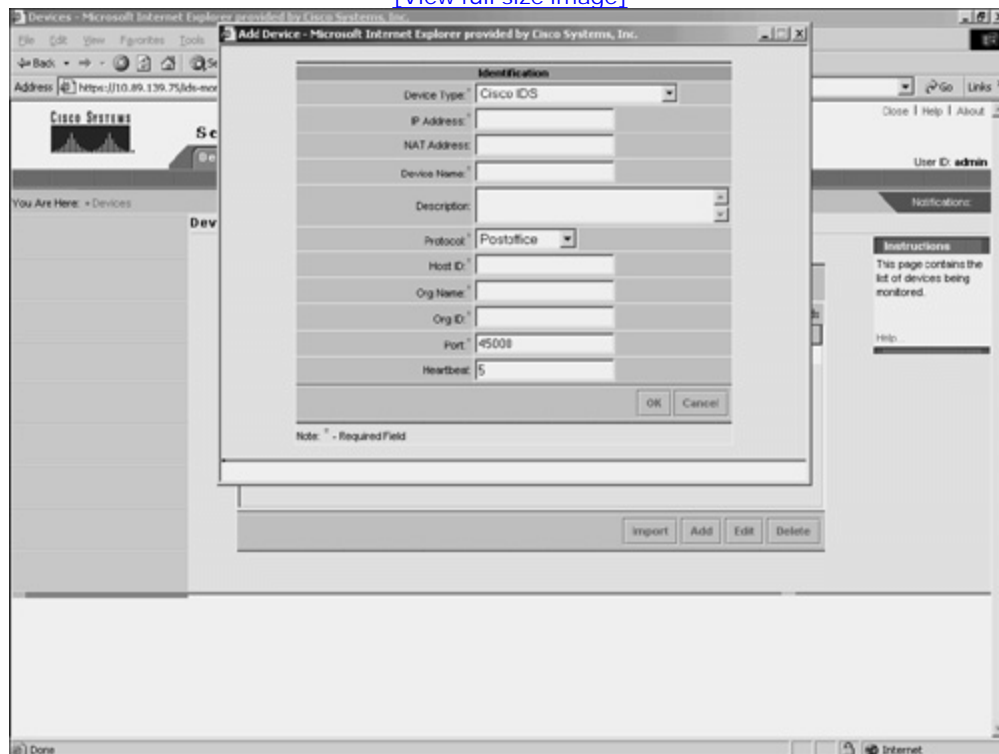 [View full size image]
Devices - Microsoft Internet Explorer provided by Cisco Systems, Inc.
File Edit View Favorites Tools
Add Device - Microsoft Internet Explorer provided by Cisco Systems, Inc.
Back
Address https://10.89.139.75/ids-mor
Go Links
Identification
Device Type:* Cisco IDS
IP Address:*
NAT Address:
Device Name:*
Description:
Protocol:* Postoffice
Host ID:*
Org Name:*
Org ID:*
Port:* 45000
Heartbeat: 5
OK Cancel
Note: * - Required Field
CISCO SYSTEMS
Se
De
Close | Help | About
User ID: admin
You Are Here: • Devices
Notifications:
Dev
Instructions
This page contains the
list of devices being
monitored.
Help...
Import Add Edit Delete
Done
Internet